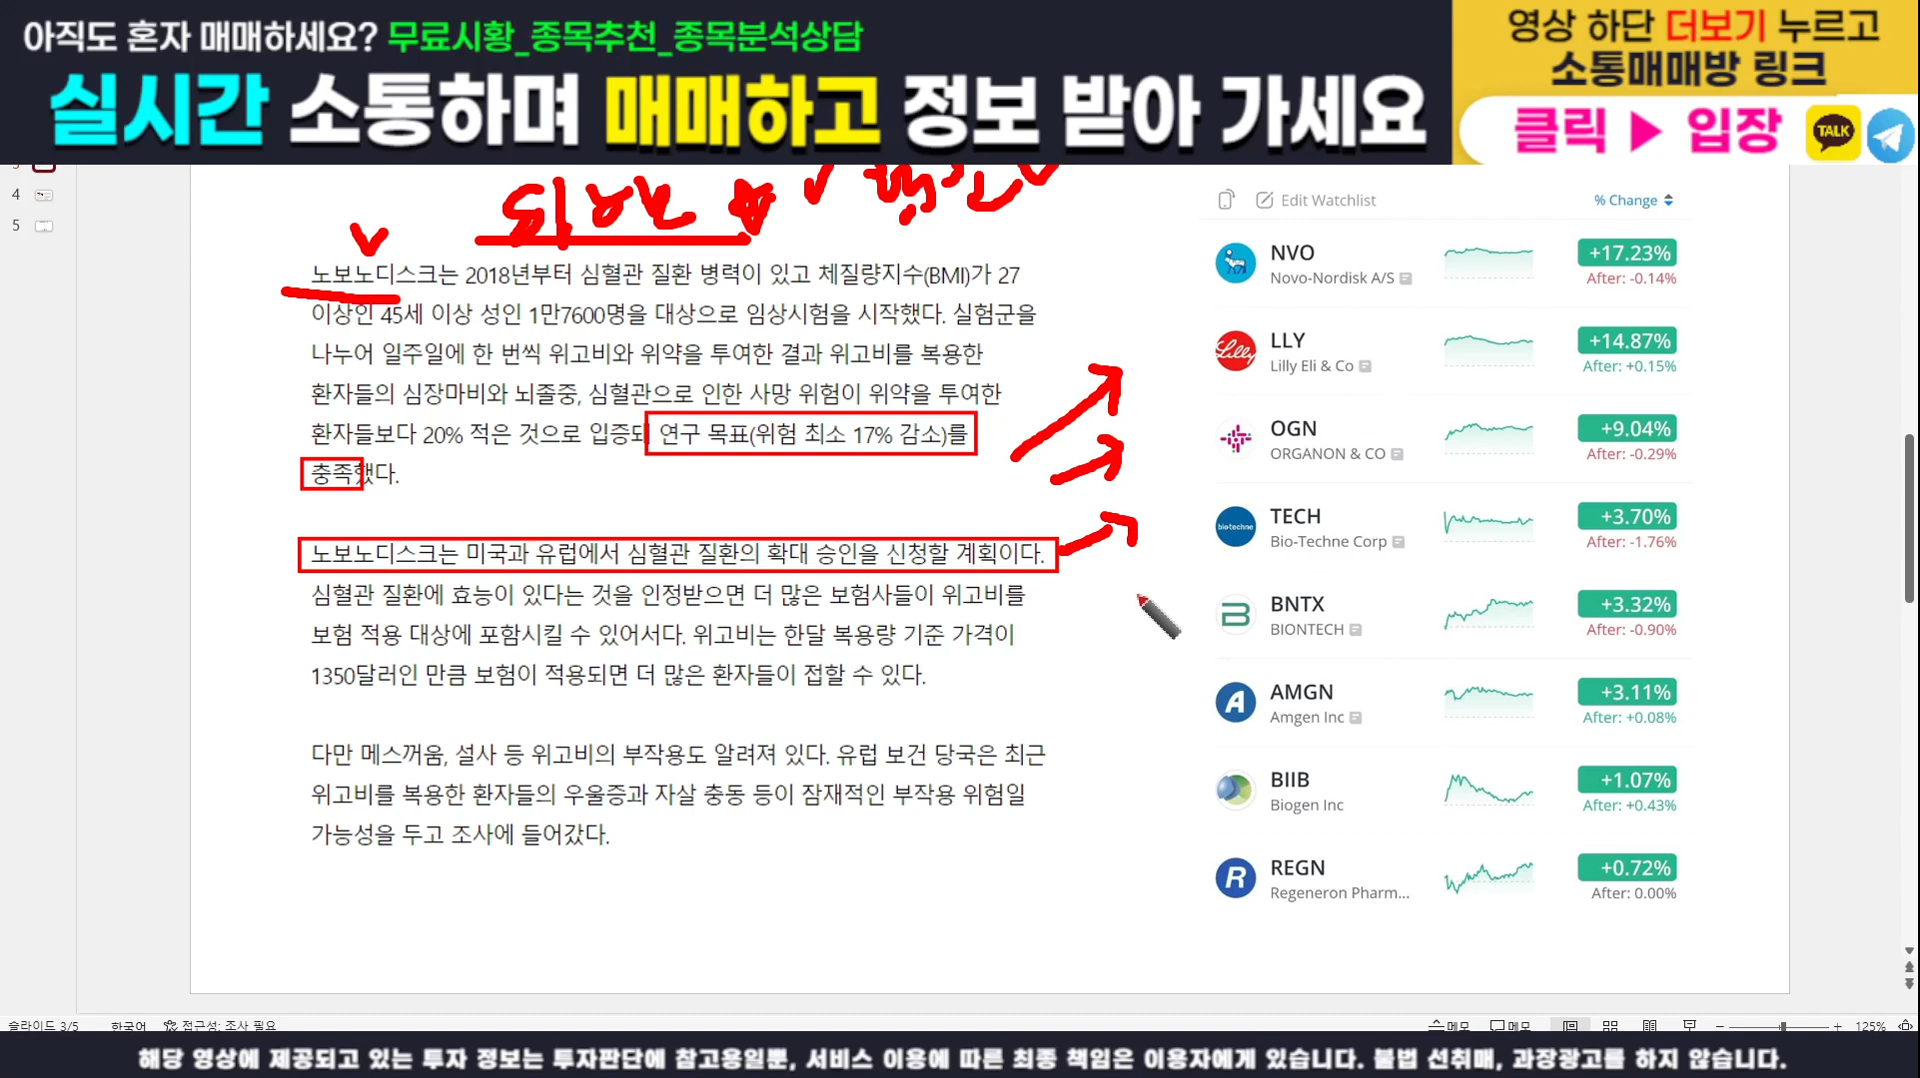 아직도 혼자 매매하세요? 무료시황_종목추천_종목분석상담
실시간 소통하며 매매하고 정보 받아 가세요
영상 하단 더보기 누르고
소통매매방 링크
클릭 ▶ 입장
TALK
4
5
노보노디스크는 2018년부터 심혈관 질환 병력이 있고 체질량지수(BMI)가 27
이상인 45세 이상 성인 1만7600명을 대상으로 임상시험을 시작했다. 실험군을
나누어 일주일에 한 번씩 위고비와 위약을 투여한 결과 위고비를 복용한
환자들의 심장마비와 뇌졸중, 심혈관으로 인한 사망 위험이 위약을 투여한
환자들보다 20% 적은 것으로 입증돼 연구 목표(위험 최소 17% 감소)를
충족했다.
노보노디스크는 미국과 유럽에서 심혈관 질환의 확대 승인을 신청할 계획이다.
심혈관 질환에 효능이 있다는 것을 인정받으면 더 많은 보험사들이 위고비를
보험 적용 대상에 포함시킬 수 있어서다. 위고비는 한달 복용량 기준 가격이
1350달러인 만큼 보험이 적용되면 더 많은 환자들이 접할 수 있다.
다만 메스꺼움, 설사 등 위고비의 부작용도 알려져 있다. 유럽 보건 당국은 최근
위고비를 복용한 환자들의 우울증과 자살 충동 등이 잠재적인 부작용 위험일
가능성을 두고 조사에 들어갔다.
Edit Watchlist % Change
NVO +17.23%
Novo-Nordisk A/S After: -0.14%
Lilly
LLY +14.87%
Lilly Eli & Co After: +0.15%
OGN +9.04%
ORGANON & CO After: -0.29%
bio-techne
TECH +3.70%
Bio-Techne Corp After: -1.76%
B
BNTX +3.32%
BIONTECH After: -0.90%
A
AMGN +3.11%
Amgen Inc After: +0.08%
BIIB +1.07%
Biogen Inc After: +0.43%
R
REGN +0.72%
Regeneron Pharm... After: 0.00%
슬라이드 3/5 한국어 접근성: 조사 필요 메모 메모 125%
해당 영상에 제공되고 있는 투자 정보는 투자판단에 참고용일뿐, 서비스 이용에 따른 최종 책임은 이용자에게 있습니다. 불법 선취매, 과장광고를 하지 않습니다.